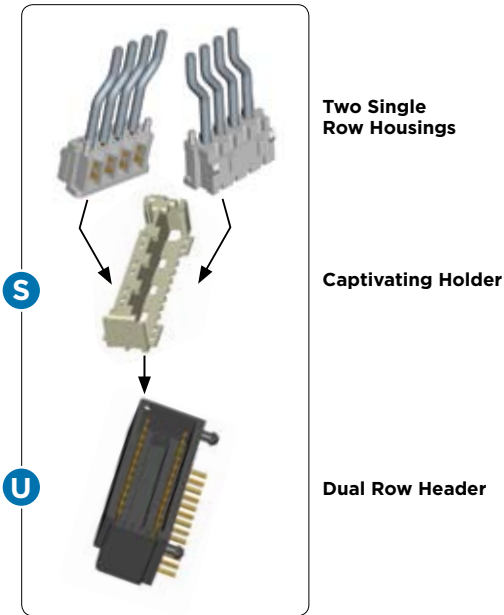 Two Single
Row Housings
S
Captivating Holder
U
Dual Row Header